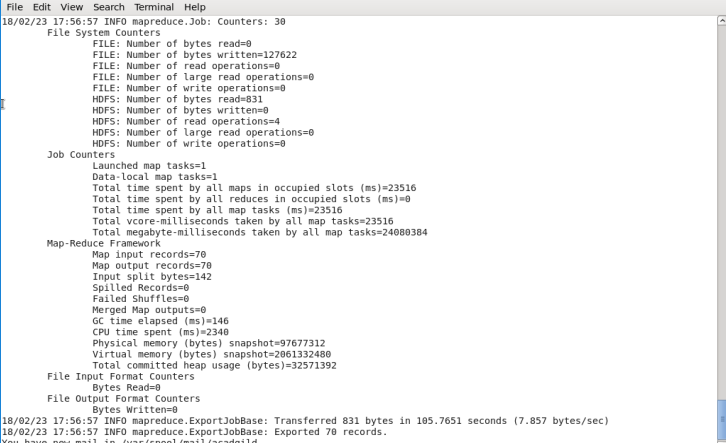 File Edit View Search Terminal Help
18/02/23 17:56:57 INFO mapreduce.Job: Counters: 30
File System Counters
FILE: Number of bytes read=0
FILE: Number of bytes written=127622
FILE: Number of read operations=0
FILE: Number of large read operations=0
FILE: Number of write operations=0
HDFS: Number of bytes read=831
HDFS: Number of bytes written=0
HDFS: Number of read operations=4
HDFS: Number of large read operations=0
HDFS: Number of write operations=0
Job Counters
Launched map tasks=1
Data-local map tasks=1
Total time spent by all maps in occupied slots (ms)=23516
Total time spent by all reduces in occupied slots (ms)=0
Total time spent by all map tasks (ms)=23516
Total vcore-milliseconds taken by all map tasks=23516
Total megabyte-milliseconds taken by all map tasks=24080384
Map-Reduce Framework
Map input records=70
Map output records=70
Input split bytes=142
Spilled Records=0
Failed Shuffles=0
Merged Map outputs=0
GC time elapsed (ms)=146
CPU time spent (ms)=2340
Physical memory (bytes) snapshot=97677312
Virtual memory (bytes) snapshot=2061332480
Total committed heap usage (bytes)=32571392
File Input Format Counters
Bytes Read=0
File Output Format Counters
Bytes Written=0
18/02/23 17:56:57 INFO mapreduce.ExportJobBase: Transferred 831 bytes in 105.7651 seconds (7.857 bytes/sec)
18/02/23 17:56:57 INFO mapreduce.ExportJobBase: Exported 70 records.
You have new mail in /var/spool/mail/acadgild